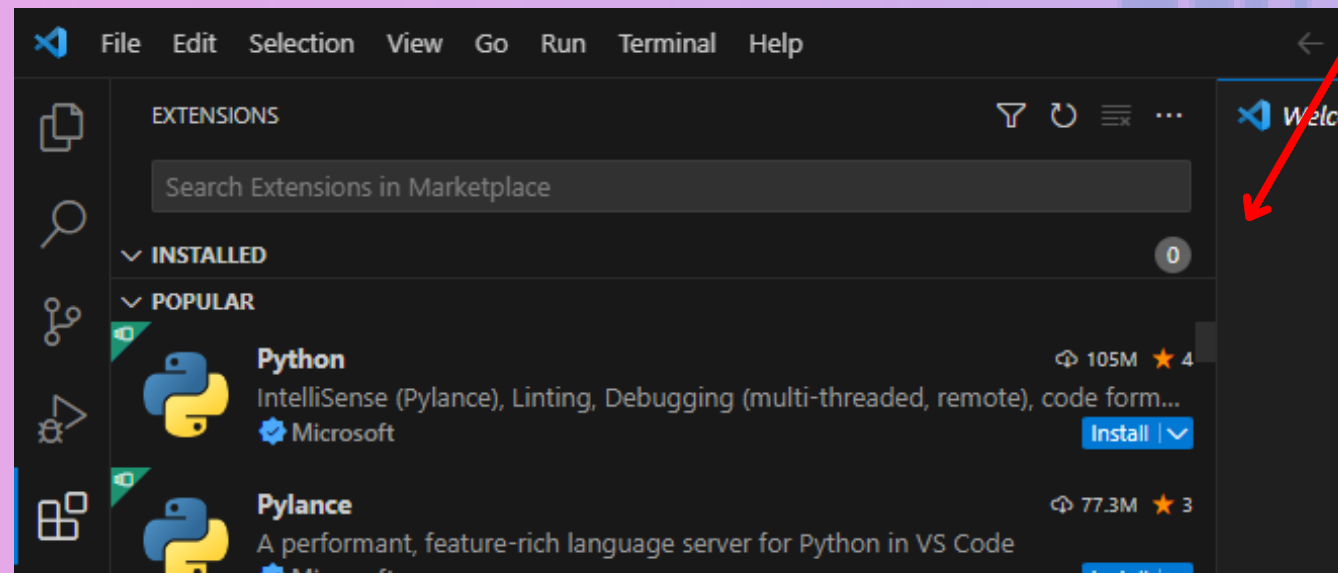 File Edit Selection View Go Run Terminal Help
EXTENSIONS
Search Extensions in Marketplace
INSTALLED 0
POPULAR
Python 105M 4
IntelliSense (Pylance), Linting, Debugging (multi-threaded, remote), code form...
Microsoft Install
Pylance 77.3M 3
A performant, feature-rich language server for Python in VS Code